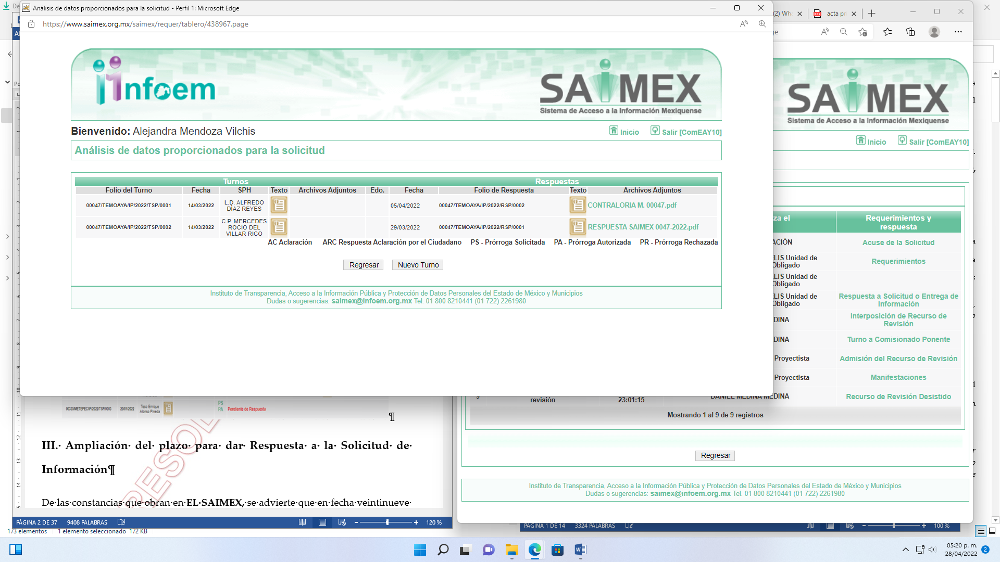 Análisis de datos proporcionados para la solicitud - Perfil 1: Microsoft Edge
https://www.saimex.org.mx/saimex/requer/tablero/438967.page
infoem
SAIMEX
Sistema de Acceso a la Información Mexiquense
Bienvenido: Alejandra Mendoza Vilchis
Inicio
Salir [ComEAY10]
Análisis de datos proporcionados para la solicitud
Turnos
Respuestas
Folio del Turno Fecha SPH Texto Archivos Adjuntos Edo. Fecha Folio de Respuesta Texto Archivos Adjuntos
00047/TEMOAYA/IP/2022/TSP/0001 14/03/2022 L.D. ALFREDO DÍAZ REYES 05/04/2022 00047/TEMOAYA/IP/2022/RSP/0002 CONTRALORIA M. 00047.pdf
00047/TEMOAYA/IP/2022/TSP/0002 14/03/2022 C.P. MERCEDES ROCIO DEL VILLAR RICO 29/03/2022 00047/TEMOAYA/IP/2022/RSP/0001 RESPUESTA SAIMEX 0047-2022.pdf
AC Aclaración ARC Respuesta Aclaración por el Ciudadano PS - Prórroga Solicitada PA - Prórroga Autorizada PR - Prórroga Rechazada
Regresar
Nuevo Turno
Instituto de Transparencia, Acceso a la Información Pública y Protección de Datos Personales del Estado de México y Municipios
Dudas o sugerencias: saimex@infoem.org.mx Tel. 01 800 8210441 (01 722) 2261980
(2) Wh
acta pr
ge
SAIMEX
Sistema de Acceso a la Información Mexiquense
Inicio
Salir [ComEAY10]
za el
Requerimientos y
respuesta
ACIÓN
Acuse de la Solicitud
ELIS Unidad de
Obligado
Requerimientos
ELIS Unidad de
Obligado
ELIS Unidad de
Obligado
Respuesta a Solicitud o Entrega de
Información
DINA
Interposición de Recurso de
Revisión
DINA
Turno a Comisionado Ponente
Proyectista
Admisión del Recurso de Revisión
Proyectista
Manifestaciones
9
revisión
23:01:15
DANIEL MEDINA MEDINA
Recurso de Revisión Desistido
Mostrando 1 al 9 de 9 registros
Regresar
Instituto de Transparencia, Acceso a la Información Pública y Protección de Datos Personales del Estado de México y Municipios
Dudas o sugerencias: saimex@infoem.org.mx Tel. 01 800 8210441 (01 722) 2261980
00335/METEPEC/IP/2022/TSP/0003 20/01/2022 Teso Enrique Alonso Pineda PS PA Pendiente de Respuesta
¶
III.· Ampliación· del· plazo· para· dar· Respuesta· a· la· Solicitud· de·
Información¶
De·las·constancias·que·obran·en·EL·SAIMEX,·se·advierte·que·en·fecha·veintinueve·
RESOL
PÁGINA 2 DE 37 9408 PALABRAS 120 %
173 elementos 1 elemento seleccionado 172 KB
PÁGINA 1 DE 14 3324 PALABRAS 100 %
05:20 p. m.
28/04/2022
2